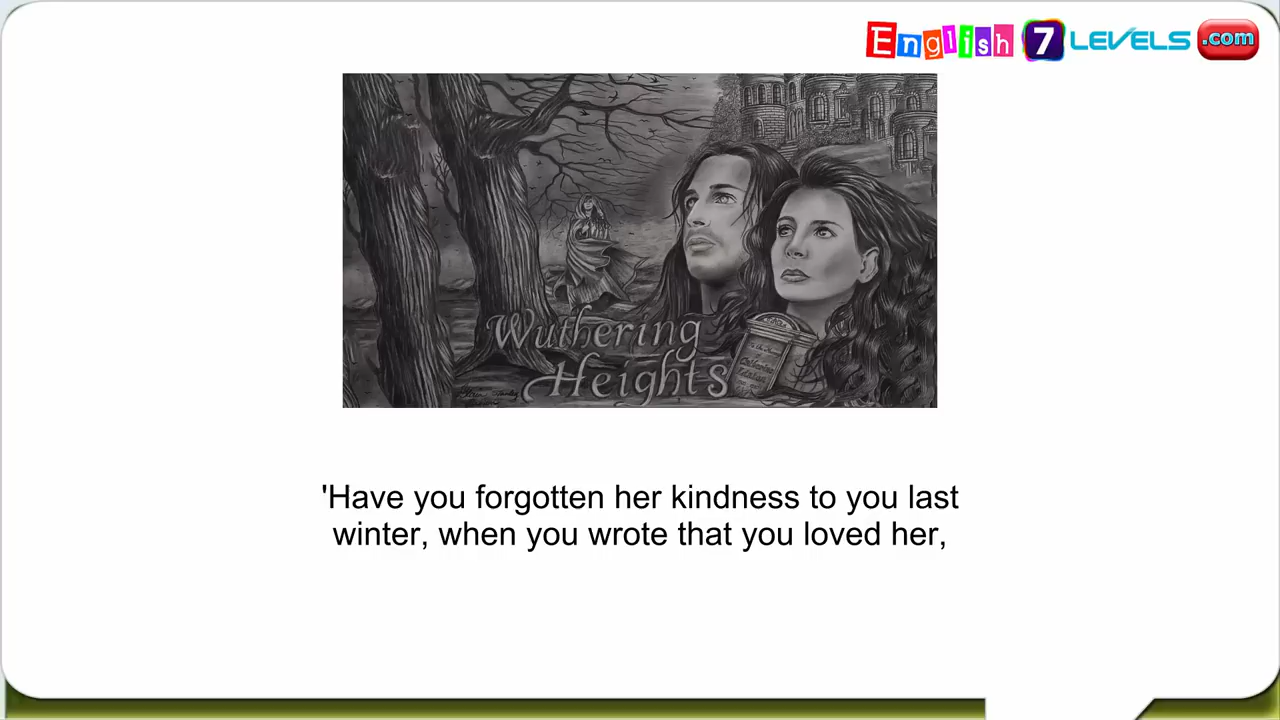 English 7 LEVELS .com
Wuthering
Heights
'Have you forgotten her kindness to you last
winter, when you wrote that you loved her,